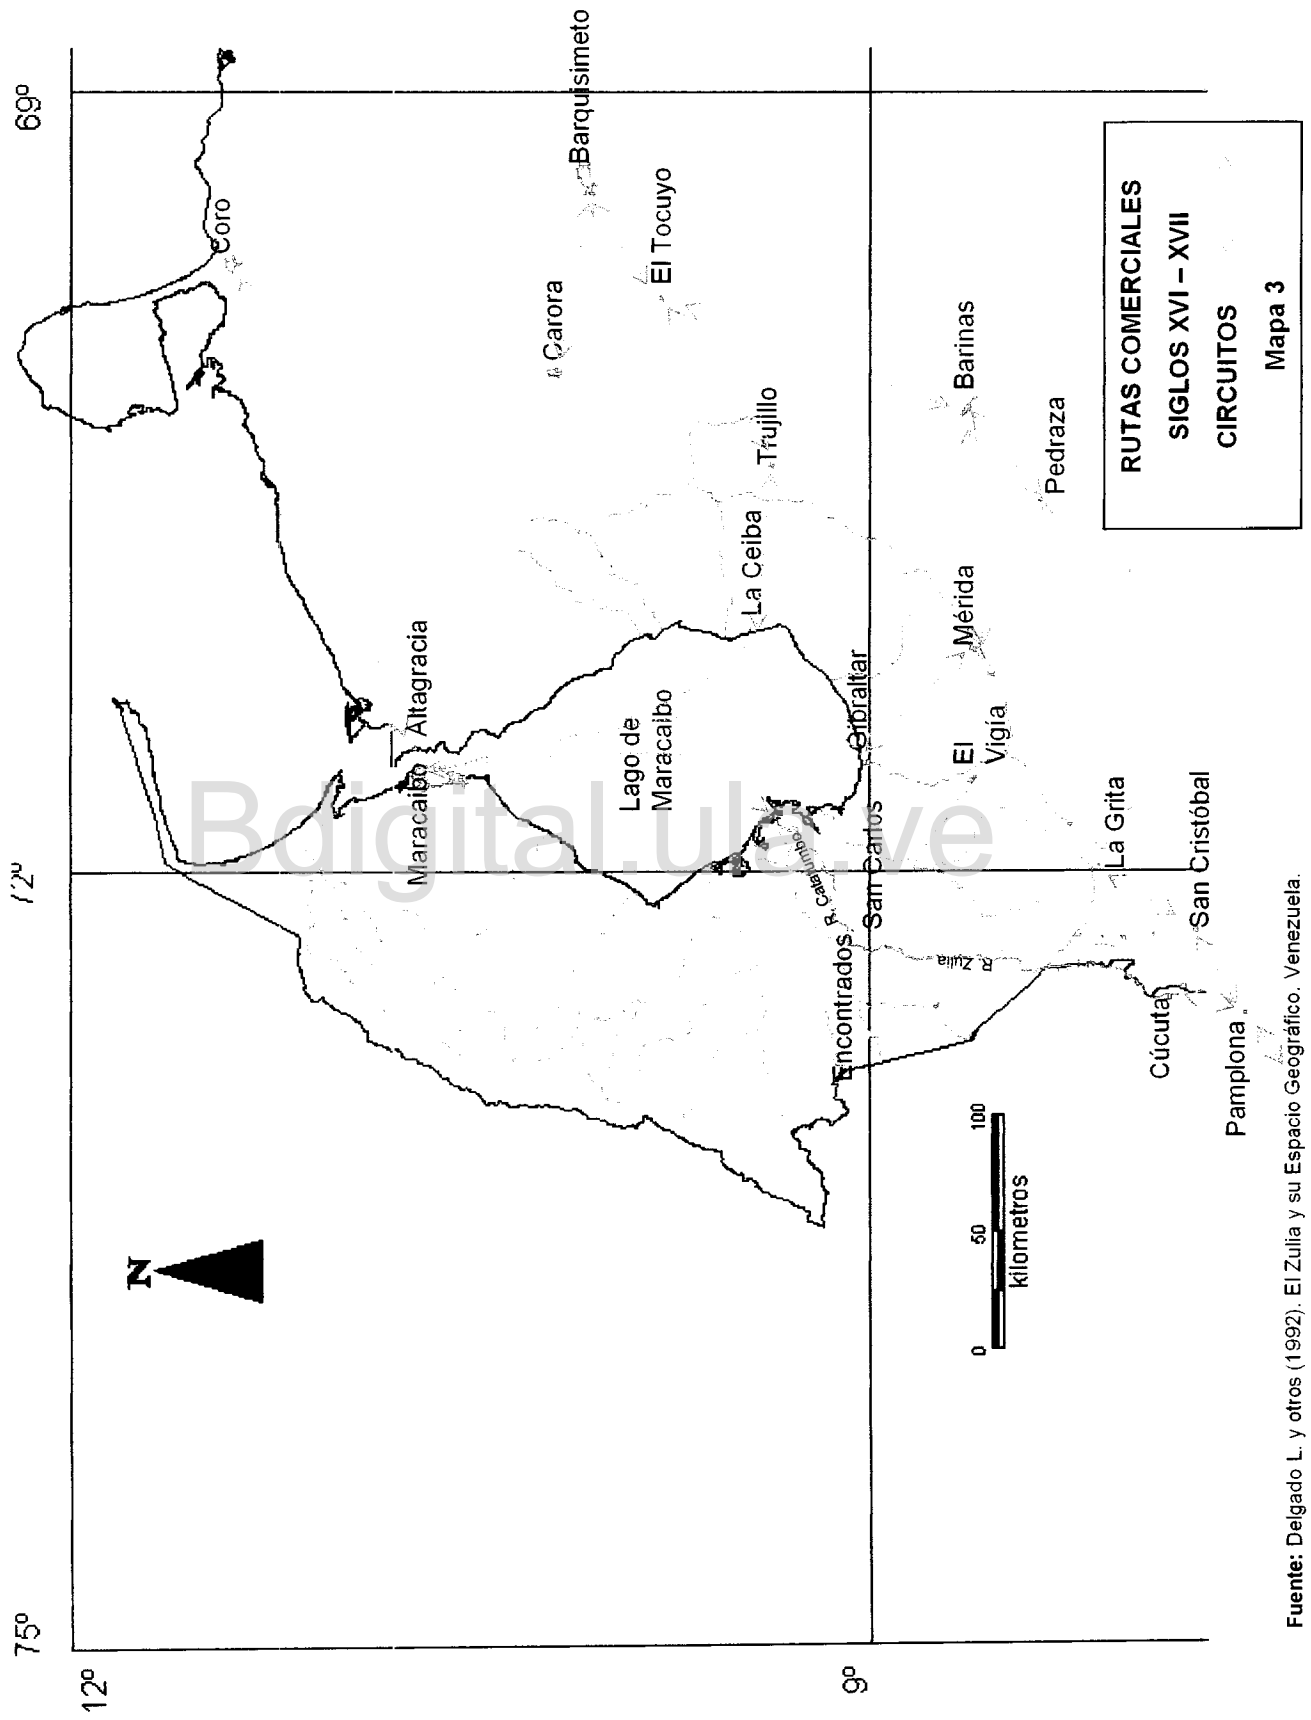 75º
72º
69º
12º
9º
N
Coro
Altagracia
Maracaibo
Barquisimeto
Carora
El Tocuyo
Lago de
Maracaibo
La Ceiba
Trujillo
R. Catatumbo
Encontrados
San Carlos
Gibraltar
R. Zulia
El
Vigía
Mérida
Barinas
Pedraza
La Grita
San Cristóbal
Cúcuta
Pamplona
0 50 100
kilometros
RUTAS COMERCIALES
SIGLOS XVI – XVII
CIRCUITOS
Mapa 3
Fuente: Delgado L. y otros (1992). El Zulia y su Espacio Geográfico. Venezuela.
Bdigital.ula.ve